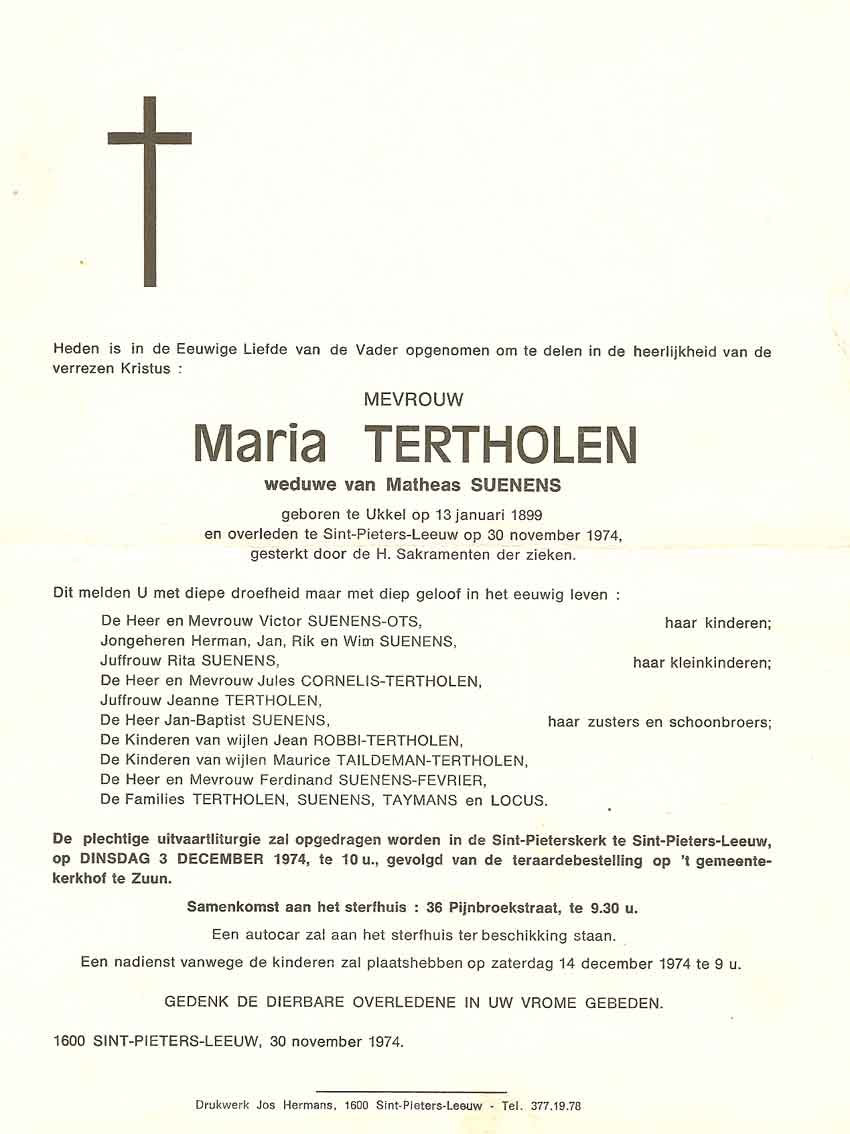 Heden is in de Eeuwige Liefde van de Vader opgenomen om te delen in de heerlijkheid van de
verrezen Kristus :
MEVROUW
Maria TERTHOLEN
weduwe van Matheas SUENENS
geboren te Ukkel op 13 januari 1899
en overleden te Sint-Pieters-Leeuw op 30 november 1974,
gesterkt door de H. Sakramenten der zieken.
Dit melden U met diepe droefheid maar met diep geloof in het eeuwig leven :
De Heer en Mevrouw Victor SUENENS-OTS, haar kinderen;
Jongeheren Herman, Jan, Rik en Wim SUENENS,
Juffrouw Rita SUENENS, haar kleinkinderen;
De Heer en Mevrouw Jules CORNELIS-TERTHOLEN,
Juffrouw Jeanne TERTHOLEN,
De Heer Jan-Baptist SUENENS, haar zusters en schoonbroers;
De Kinderen van wijlen Jean ROBBI-TERTHOLEN,
De Kinderen van wijlen Maurice TAILDEMAN-TERTHOLEN,
De Heer en Mevrouw Ferdinand SUENENS-FEVRIER,
De Families TERTHOLEN, SUENENS, TAYMANS en LOCUS.
De plechtige uitvaartliturgie zal opgedragen worden in de Sint-Pieterskerk te Sint-Pieters-Leeuw,
op DINSDAG 3 DECEMBER 1974, te 10 u., gevolgd van de teraardebestelling op 't gemeente-
kerkhof te Zuun.
Samenkomst aan het sterfhuis : 36 Pijnbroekstraat, te 9.30 u.
Een autocar zal aan het sterfhuis ter beschikking staan.
Een nadienst vanwege de kinderen zal plaatshebben op zaterdag 14 december 1974 te 9 u.
GEDENK DE DIERBARE OVERLEDENE IN UW VROME GEBEDEN.
1600 SINT-PIETERS-LEEUW, 30 november 1974.
Drukwerk Jos Hermans, 1600 Sint-Pieters-Leeuw - Tel. 377.19.78